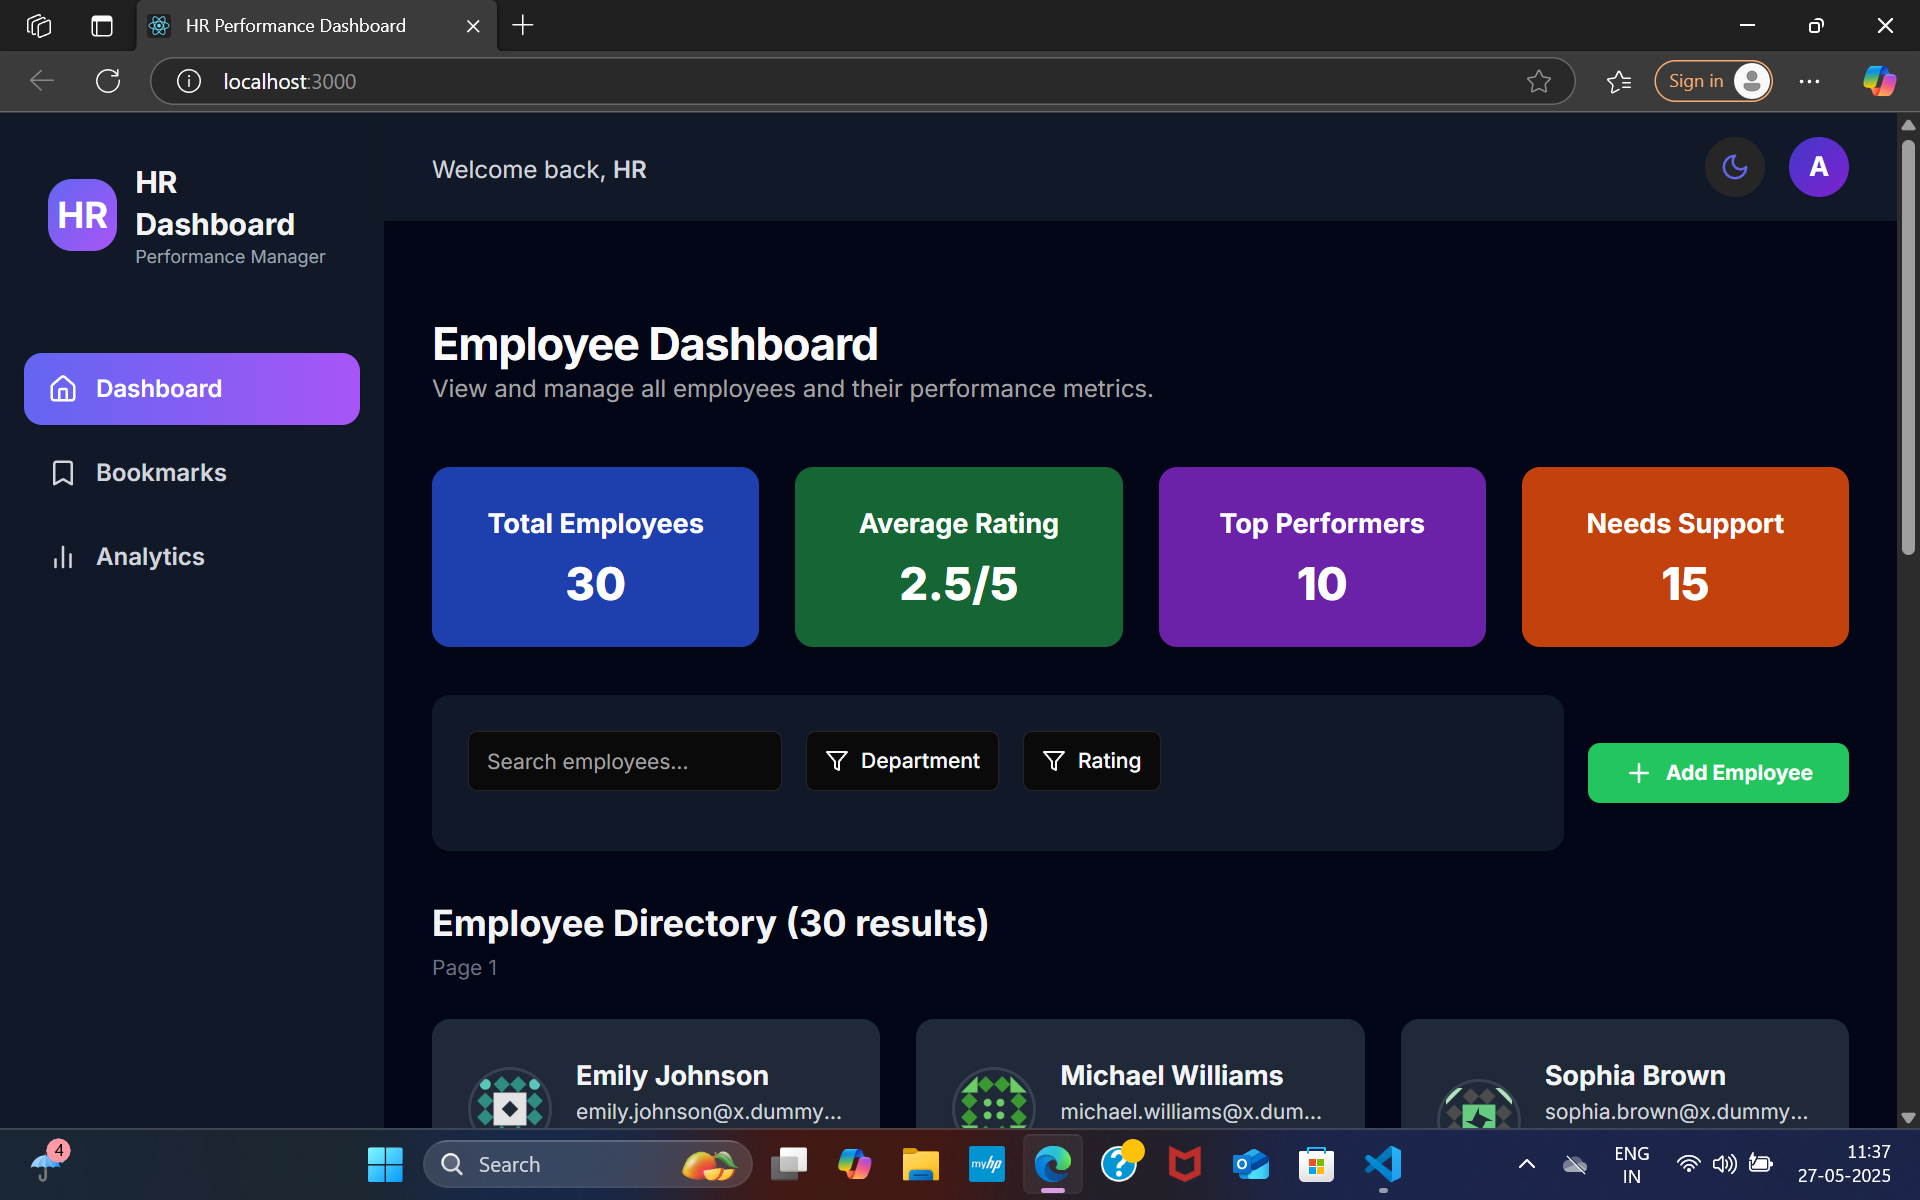 HR Performance Dashboard
localhost:3000
Sign in
HR
HR
Dashboard
Performance Manager
Welcome back, HR
A
Dashboard
Bookmarks
Analytics
Employee Dashboard
View and manage all employees and their performance metrics.
Total Employees
30
Average Rating
2.5/5
Top Performers
10
Needs Support
15
Search employees...
Department
Rating
Add Employee
Employee Directory (30 results)
Page 1
Emily Johnson
emily.johnson@x.dummy...
Michael Williams
michael.williams@x.dum...
Sophia Brown
sophia.brown@x.dummy...
4
Search
myhp
ENG
IN
11:37
27-05-2025